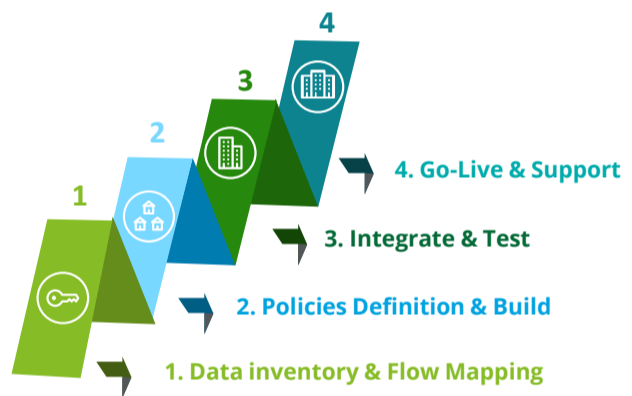 4
3
2
1
4. Go-Live & Support
3. Integrate & Test
2. Policies Definition & Build
1. Data inventory & Flow Mapping